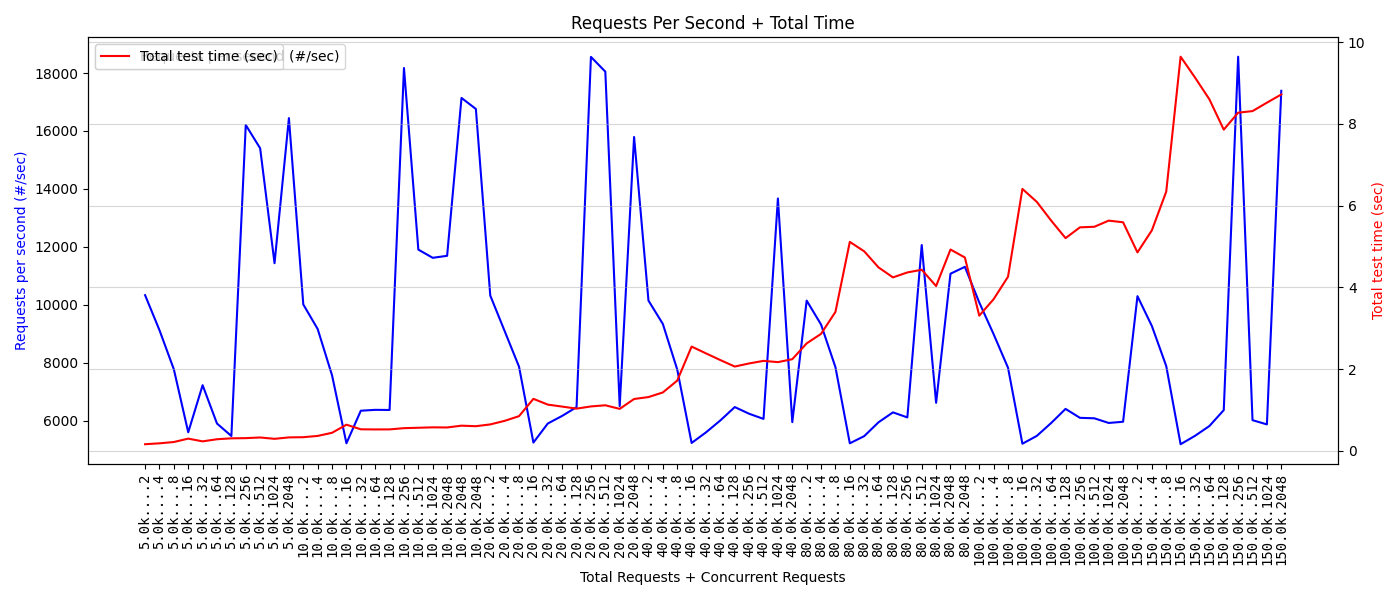 Requests Per Second + Total Time
Total test time (sec) (#/sec)
Requests per second (#/sec)
18000
16000
14000
12000
10000
8000
6000
10
8
6
4
2
0
Total test time (sec)
5.0k....2
5.0k....4
5.0k....8
5.0k...16
5.0k...32
5.0k...64
5.0k..128
5.0k..256
5.0k..512
5.0k.1024
5.0k.2048
10.0k....2
10.0k....4
10.0k....8
10.0k...16
10.0k...32
10.0k...64
10.0k..128
10.0k..256
10.0k..512
10.0k.1024
10.0k.2048
10.0k.2048
10.0k.2048
20.0k....2
20.0k....4
20.0k....8
20.0k...16
20.0k...32
20.0k...64
20.0k..128
20.0k..256
20.0k..512
20.0k.1024
20.0k.2048
40.0k....2
40.0k....4
40.0k....8
40.0k...16
40.0k...32
40.0k...64
40.0k..128
40.0k..256
40.0k..512
40.0k.1024
40.0k.2048
80.0k....2
80.0k....4
80.0k....8
80.0k...16
80.0k...32
80.0k...64
80.0k..128
80.0k..256
80.0k..512
80.0k.1024
80.0k.2048
80.0k.2048
100.0k....2
100.0k....4
100.0k....8
100.0k...16
100.0k...32
100.0k...64
100.0k..128
100.0k..256
100.0k..512
100.0k.1024
100.0k.2048
150.0k....2
150.0k....4
150.0k....8
150.0k...16
150.0k...32
150.0k...64
150.0k..128
150.0k..256
150.0k..512
150.0k.1024
150.0k.2048
Total Requests + Concurrent Requests